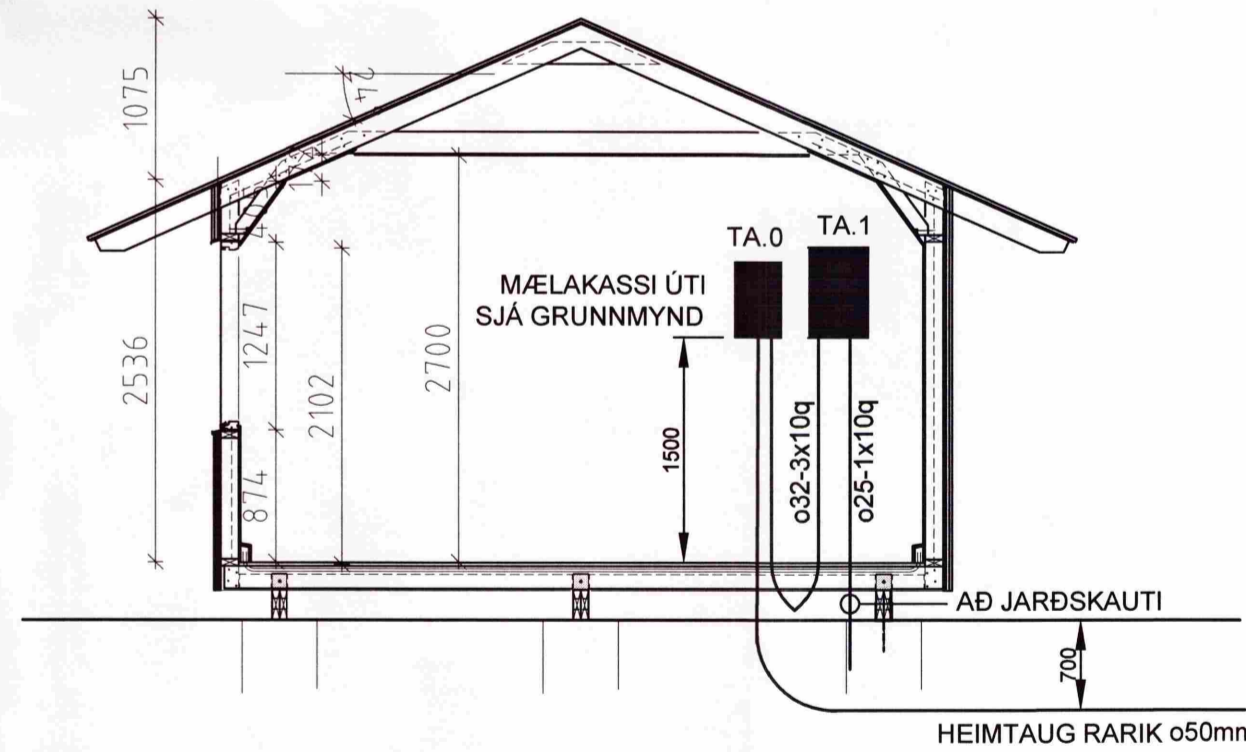 1075
24
174
TA.0
TA.1
MÆLAKASSI ÚTI
SJÁ GRUNNMYND
2536
1247
2102
2700
1500
o32-3x10q
o25-1x10q
874
AÐ JARÐSKAUTI
700
HEIMTAUG RARIK o50mm